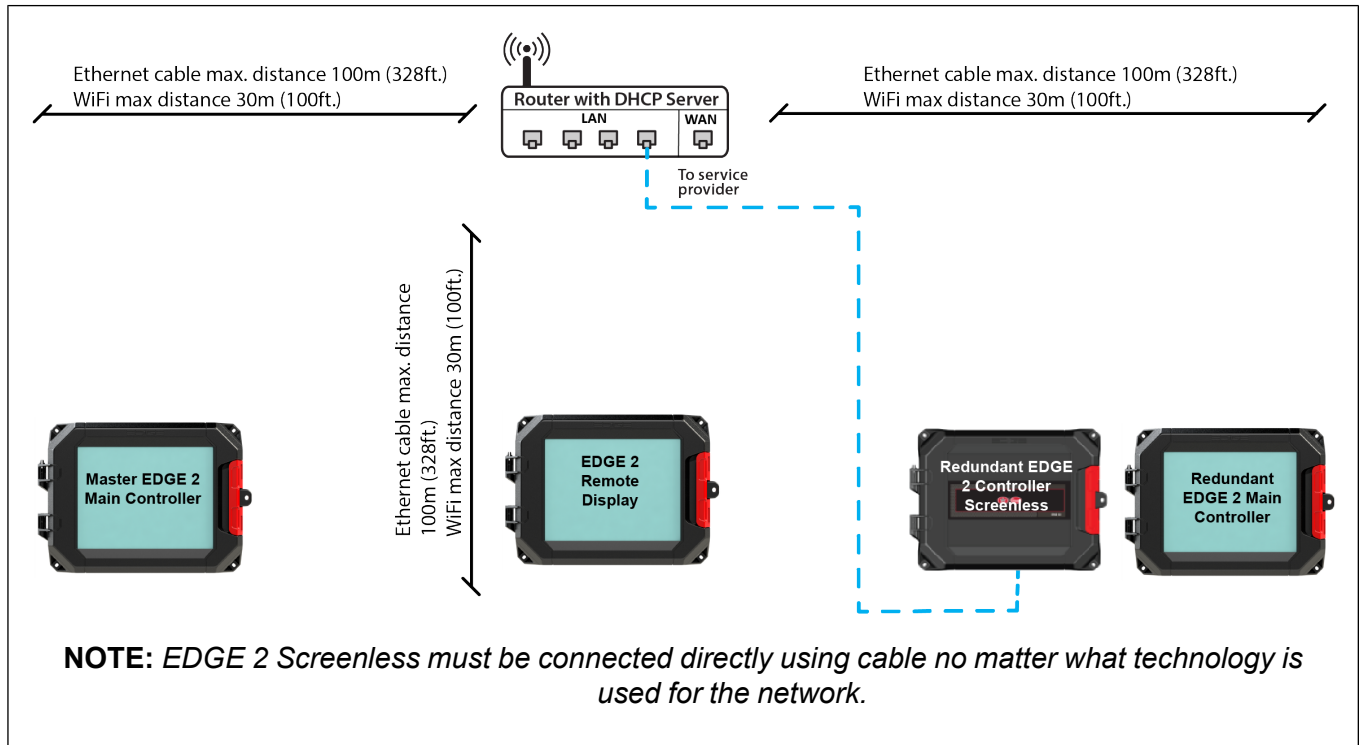 Ethernet cable max. distance 100m (328ft.)
WiFi max distance 30m (100ft.)
Router with DHCP Server
LAN
WAN
To service
provider
Ethernet cable max. distance 100m (328ft.)
WiFi max distance 30m (100ft.)
Ethernet cable max. distance
100m (328ft.)
WiFi max distance 30m (100ft.)
Master EDGE 2
Main Controller
EDGE 2
Remote
Display
Redundant EDGE
2 Controller
Screenless
Redundant
EDGE 2 Main
Controller
NOTE: EDGE 2 Screenless must be connected directly using cable no matter what technology is
used for the network.